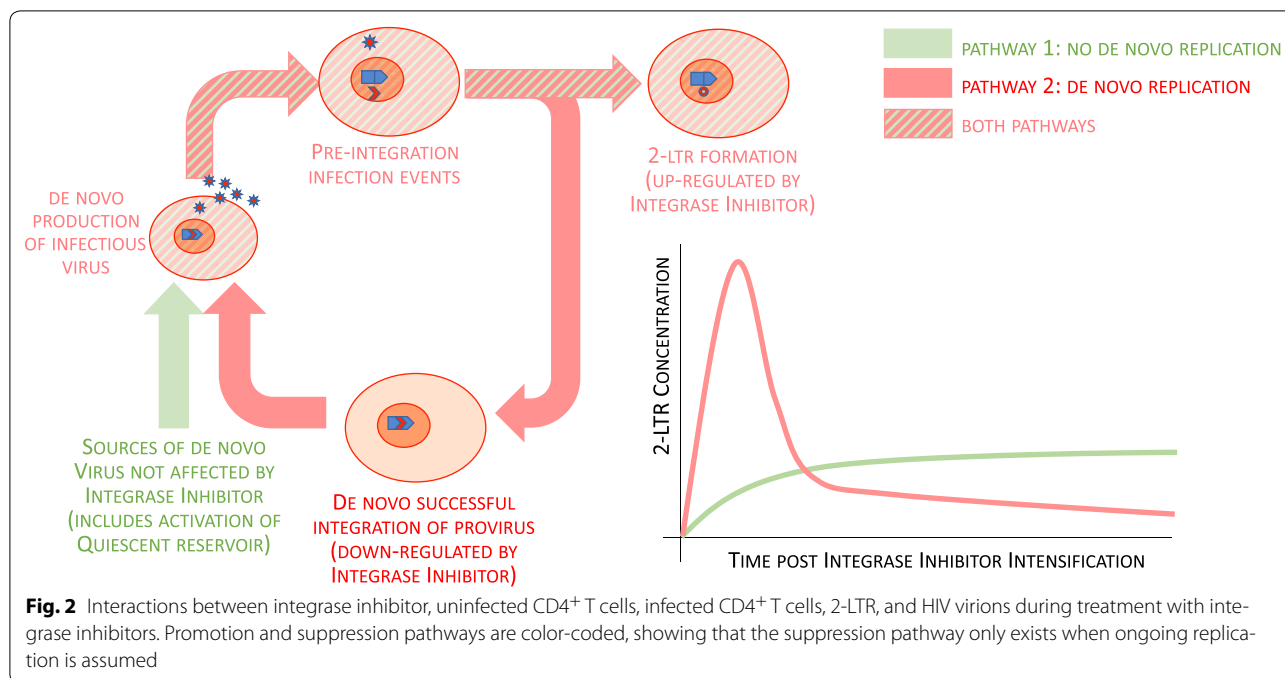 PATHWAY 1: NO DE NOVO REPLICATION
PATHWAY 2: DE NOVO REPLICATION
BOTH PATHWAYS
PRE-INTEGRATION
INFECTION EVENTS
2-LTR FORMATION
(UP-REGULATED BY
INTEGRASE INHIBITOR)
DE NOVO
PRODUCTION
OF INFECTIOUS
VIRUS
SOURCES OF DE NOVO
VIRUS NOT AFFECTED BY
INTEGRASE INHIBITOR
(INCLUDES ACTIVATION OF
QUIESCENT RESERVOIR)
DE NOVO SUCCESSFUL
INTEGRATION OF PROVIRUS
(DOWN-REGULATED BY
INTEGRASE INHIBITOR)
2-LTR CONCENTRATION
TIME POST INTEGRASE INHIBITOR INTENSIFICATION
Fig. 2 Interactions between integrase inhibitor, uninfected CD4+ T cells, infected CD4+ T cells, 2-LTR, and HIV virions during treatment with inte-
grase inhibitors. Promotion and suppression pathways are color-coded, showing that the suppression pathway only exists when ongoing replica-
tion is assumed